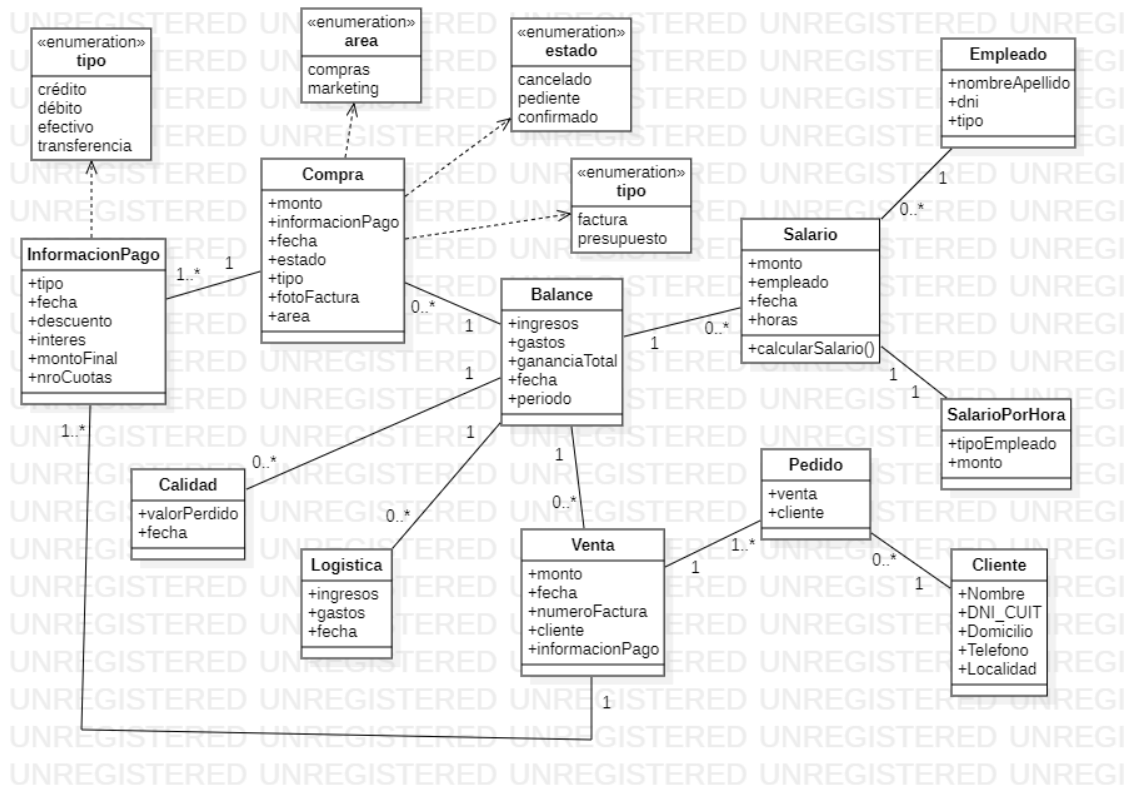 «enumeration»
tipo
crédito
débito
efectivo
transferencia
«enumeration»
area
compras
marketing
«enumeration»
estado
cancelado
pediente
confirmado
«enumeration»
tipo
factura
presupuesto
Empleado
+nombreApellido
+dni
+tipo
1
0..*
Compra
+monto
+informacionPago
+fecha
+estado
+tipo
+fotoFactura
+area
InformacionPago
+tipo
+fecha
+descuento
+interes
+montoFinal
+nroCuotas
1..*
1
0..*
1
Balance
+ingresos
+gastos
+gananciaTotal
+fecha
+periodo
1
0..*
Salario
+monto
+empleado
+fecha
+horas
+calcularSalario()
1
1
SalarioPorHora
+tipoEmpleado
+monto
1
0..*
Calidad
+valorPerdido
+fecha
1
0..*
Logistica
+ingresos
+gastos
+fecha
1
0..*
Venta
+monto
+fecha
+numeroFactura
+cliente
+informacionPago
1
1..*
Pedido
+venta
+cliente
0..*
1
Cliente
+Nombre
+DNI_CUIT
+Domicilio
+Telefono
+Localidad
1..*
1
UNREGISTERED UNREGISTERED UNREGISTERED UNREGISTERED UNREGI